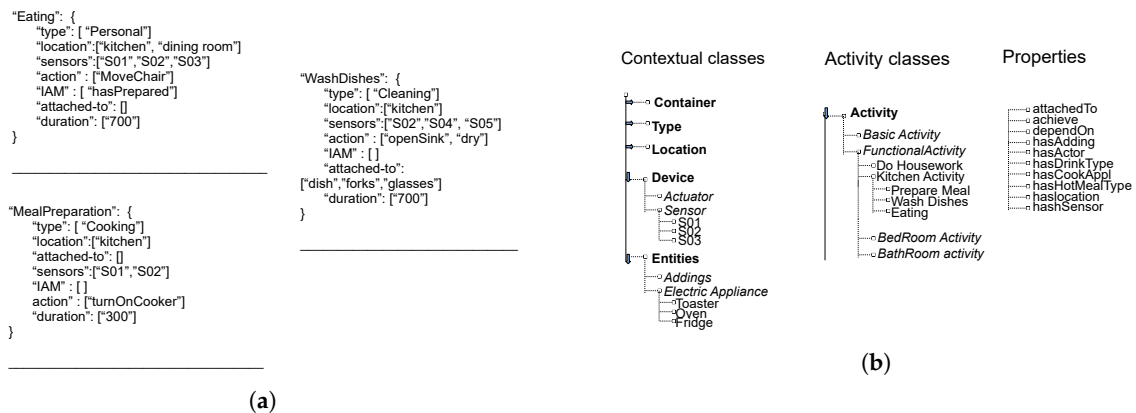 “Eating”: {
“type”: [ “Personal”]
“location”:[“kitchen”, “dining room”]
“sensors”:[“S01”,”S02”,”S03”]
“action” : [“MoveChair”]
“IAM” : [ “hasPrepared”]
“attached-to”: []
“duration”: [“700”]
}
“MealPreparation”: {
“type”: [ “Cooking”]
“location”:[“kitchen”]
“attached-to”: []
“sensors”:[“S01”,”S02”]
“IAM” : [ ]
action” : [“turnOnCooker”]
“duration”: [“300”]
}
“WashDishes”: {
“type”: [ “Cleaning”]
“location”:[“kitchen”]
“sensors”:[“S02”,”S04”, “S05”]
“action” : [“openSink”, “dry”]
“IAM” : [ ]
“attached-to”:
[“dish”,”forks”,”glasses”]
“duration”: [“700”]
}
(a)
Contextual classes
Container
Type
Location
Device
Actuator
Sensor
S01
S02
S03
Entities
Addings
Electric Appliance
Toaster
Oven
Fridge
Activity classes
Activity
Basic Activity
FunctionalActivity
Do Housework
Kitchen Activity
Prepare Meal
Wash Dishes
Eating
BedRoom Activity
BathRoom activity
Properties
attachedTo
achieve
dependOn
hasAdding
hasActor
hasDrinkType
hasCookAppl
hasHotMealType
haslocation
hashSensor
(b)